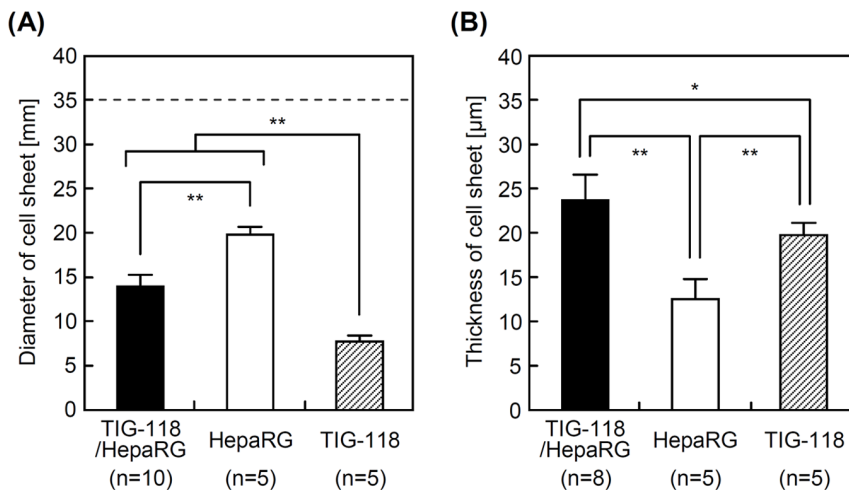 (A)
Diameter of cell sheet [mm]
40
35
30
25
20
15
10
5
0
**
**
TIG-118
/HepaRG
(n=10)
HepaRG
(n=5)
TIG-118
(n=5)
(B)
Thickness of cell sheet [µm]
40
35
30
25
20
15
10
5
0
*
**
**
TIG-118
/HepaRG
(n=8)
HepaRG
(n=5)
TIG-118
(n=5)